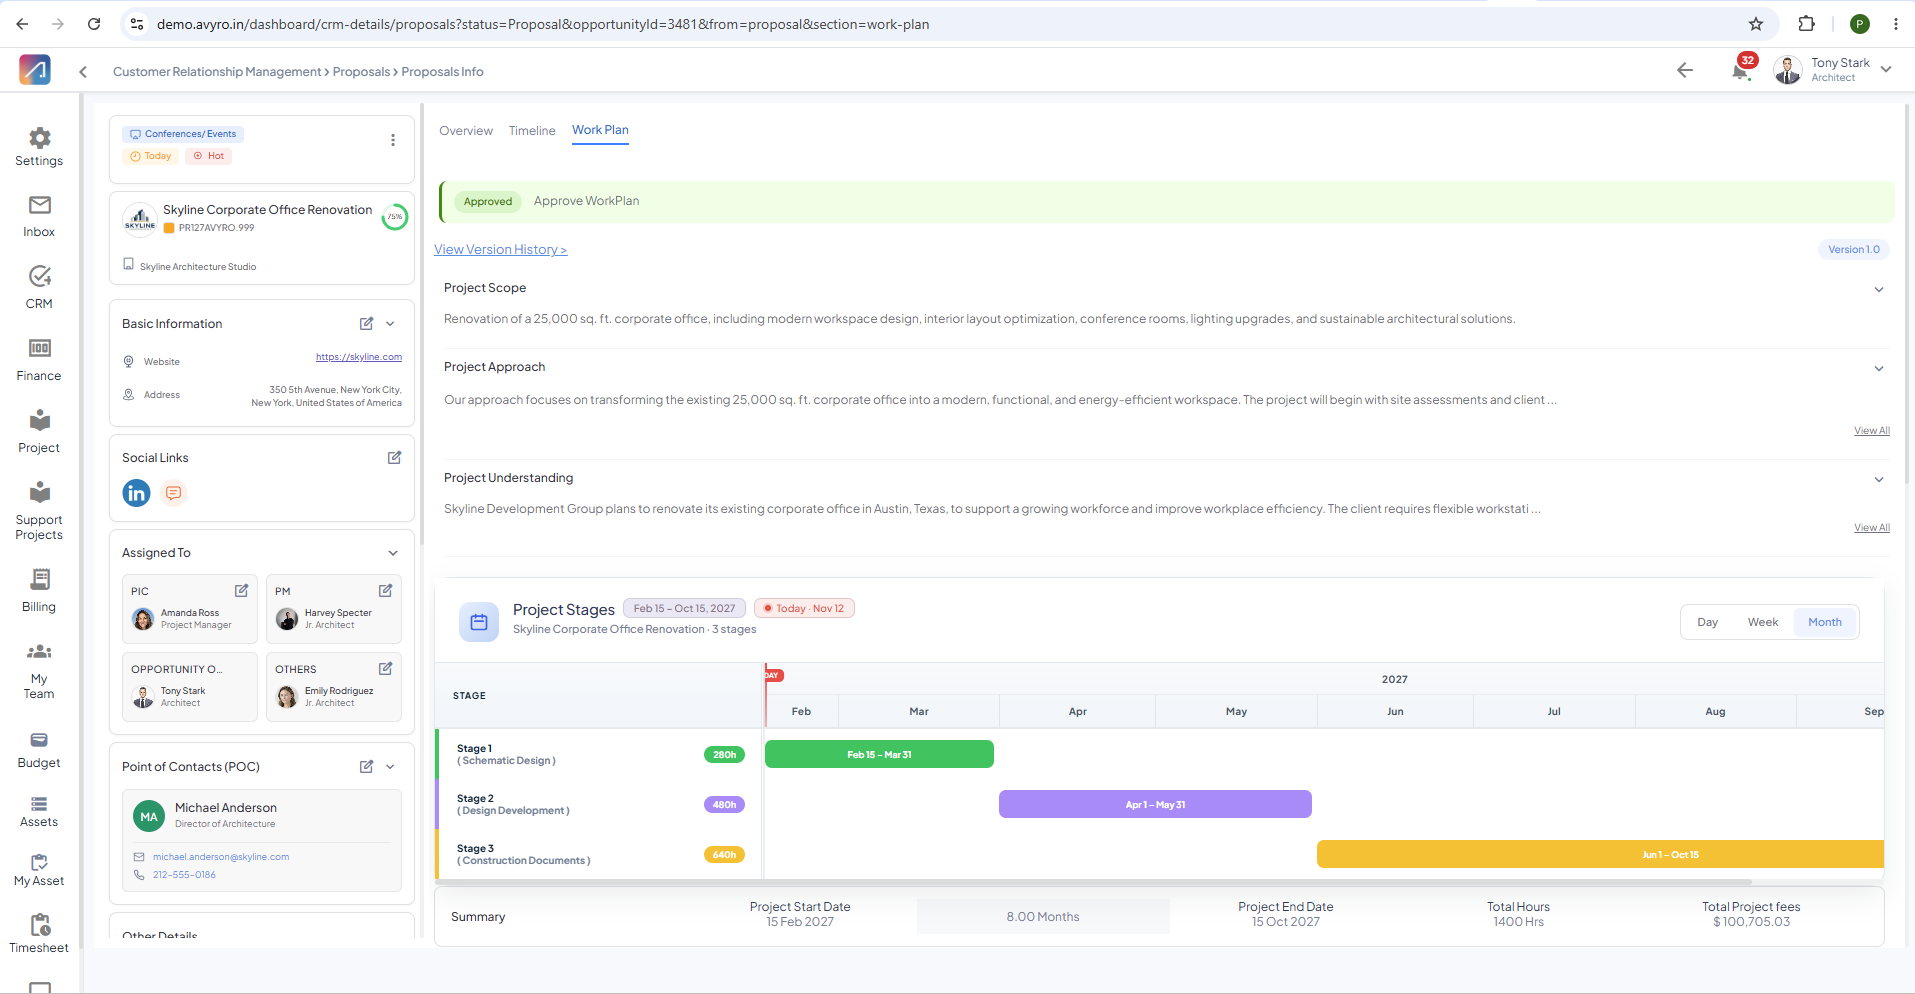 demo.avyro.in/dashboard/crm-details/proposals?status=Proposal&opportunityId=3481&from=proposal&section=work-plan
P
Customer Relationship Management > Proposals > Proposals Info
32
Tony Stark
Architect
Settings
Inbox
CRM
Finance
Project
Support
Projects
Billing
My
Team
Budget
Assets
My Asset
Timesheet
Conferences/ Events
Today
Hot
SKYLINE
Skyline Corporate Office Renovation
PR127AVYRO.999
75%
Skyline Architecture Studio
Basic Information
Website
https://skyline.com
Address
350 5th Avenue, New York City,
New York, United States of America
Social Links
in
Assigned To
PIC
Amanda Ross
Project Manager
PM
Harvey Specter
Jr. Architect
OPPORTUNITY O...
Tony Stark
Architect
OTHERS
Emily Rodriguez
Jr. Architect
Point of Contacts (POC)
MA
Michael Anderson
Director of Architecture
michael.anderson@skyline.com
212-555-0186
Other Details
Overview
Timeline
Work Plan
Approved
Approve WorkPlan
View Version History >
Version 1.0
Project Scope
Renovation of a 25,000 sq. ft. corporate office, including modern workspace design, interior layout optimization, conference rooms, lighting upgrades, and sustainable architectural solutions.
Project Approach
Our approach focuses on transforming the existing 25,000 sq. ft. corporate office into a modern, functional, and energy-efficient workspace. The project will begin with site assessments and client ...
View All
Project Understanding
Skyline Development Group plans to renovate its existing corporate office in Austin, Texas, to support a growing workforce and improve workplace efficiency. The client requires flexible workstati ...
View All
Project Stages
Feb 15 – Oct 15, 2027
Today · Nov 12
Skyline Corporate Office Renovation · 3 stages
Day
Week
Month
STAGE
DAY
2027
Feb
Mar
Apr
May
Jun
Jul
Aug
Sep
Stage 1
( Schematic Design )
280h
Feb 15 – Mar 31
Stage 2
( Design Development )
480h
Apr 1 – May 31
Stage 3
( Construction Documents )
640h
Jun 1 – Oct 15
Summary
Project Start Date
15 Feb 2027
8.00 Months
Project End Date
15 Oct 2027
Total Hours
1400 Hrs
Total Project fees
$ 100,705.03